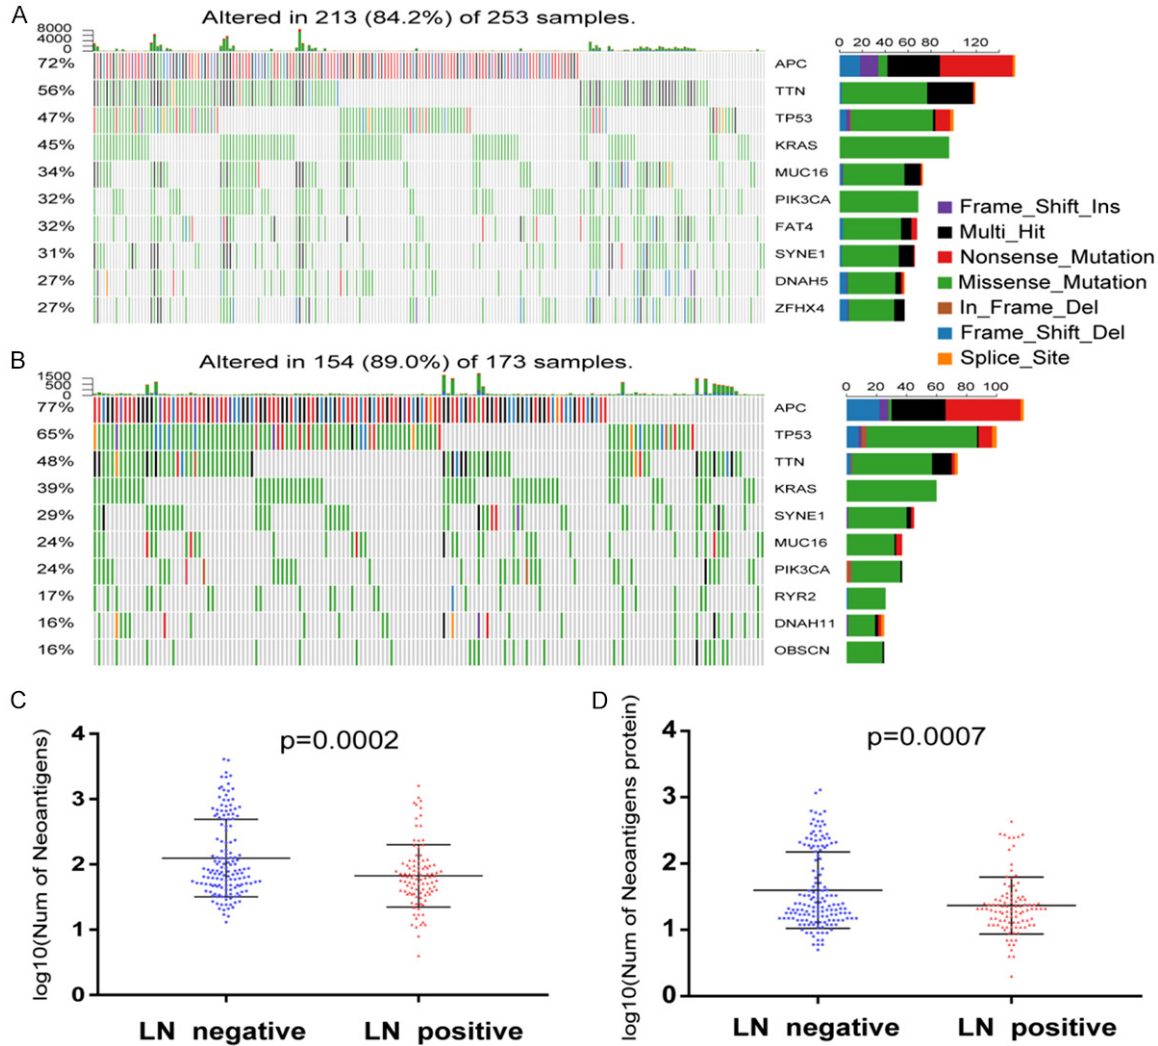 A
Altered in 213 (84.2%) of 253 samples.
8000
4000
0
0 20 40 60 80 120
72% APC
56% TTN
47% TP53
45% KRAS
34% MUC16
32% PIK3CA
32% FAT4
31% SYNE1
27% DNAH5
27% ZFHX4
Frame_Shift_Ins
Multi_Hit
Nonsense_Mutation
Missense_Mutation
In_Frame_Del
Frame_Shift_Del
Splice_Site
B
Altered in 154 (89.0%) of 173 samples.
1500
500
0
0 20 40 60 80 100
77% APC
65% TP53
48% TTN
39% KRAS
29% SYNE1
24% MUC16
24% PIK3CA
17% RYR2
16% DNAH11
16% OBSCN
C
log10(Num of Neoantigens)
4
3
2
1
0
p=0.0002
LN negative LN positive
D
log10(Num of Neoantigens protein)
4
3
2
1
0
p=0.0007
LN negative LN positive